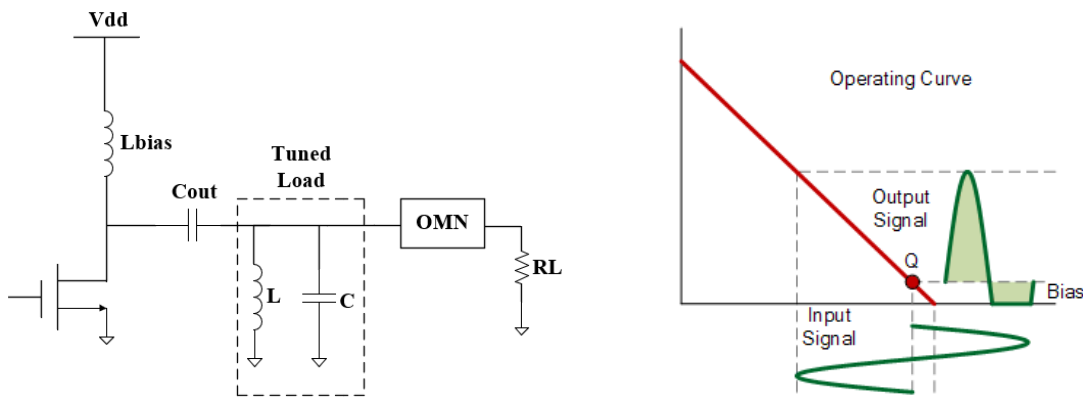 Vdd
Lbias
Tuned
Load
Cout
OMN
L
C
RL
Operating Curve
Output
Signal
Q
Bias
Input
Signal